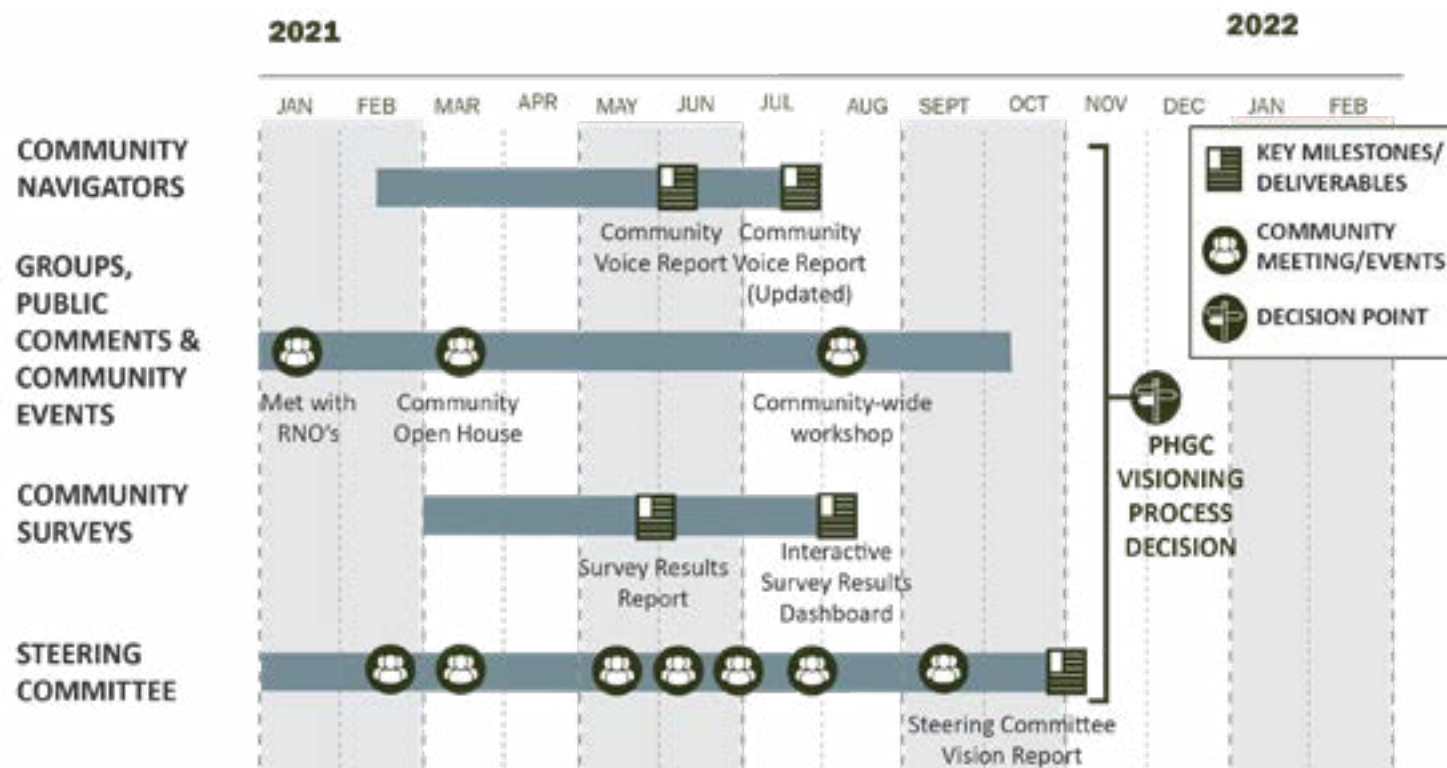 2021
2022
JAN FEB MAR APR MAY JUN JUL AUG SEPT OCT NOV DEC JAN FEB
COMMUNITY
NAVIGATORS
Community
Voice Report
Community
Voice Report
(Updated)
KEY MILESTONES/
DELIVERABLES
COMMUNITY
MEETING/EVENTS
DECISION POINT
GROUPS,
PUBLIC
COMMENTS &
COMMUNITY
EVENTS
Met with
RNO's
Community
Open House
Community-wide
workshop
PHGC
VISIONING
PROCESS
DECISION
COMMUNITY
SURVEYS
Survey Results
Report
Interactive
Survey Results
Dashboard
STEERING
COMMITTEE
Steering Committee
Vision Report